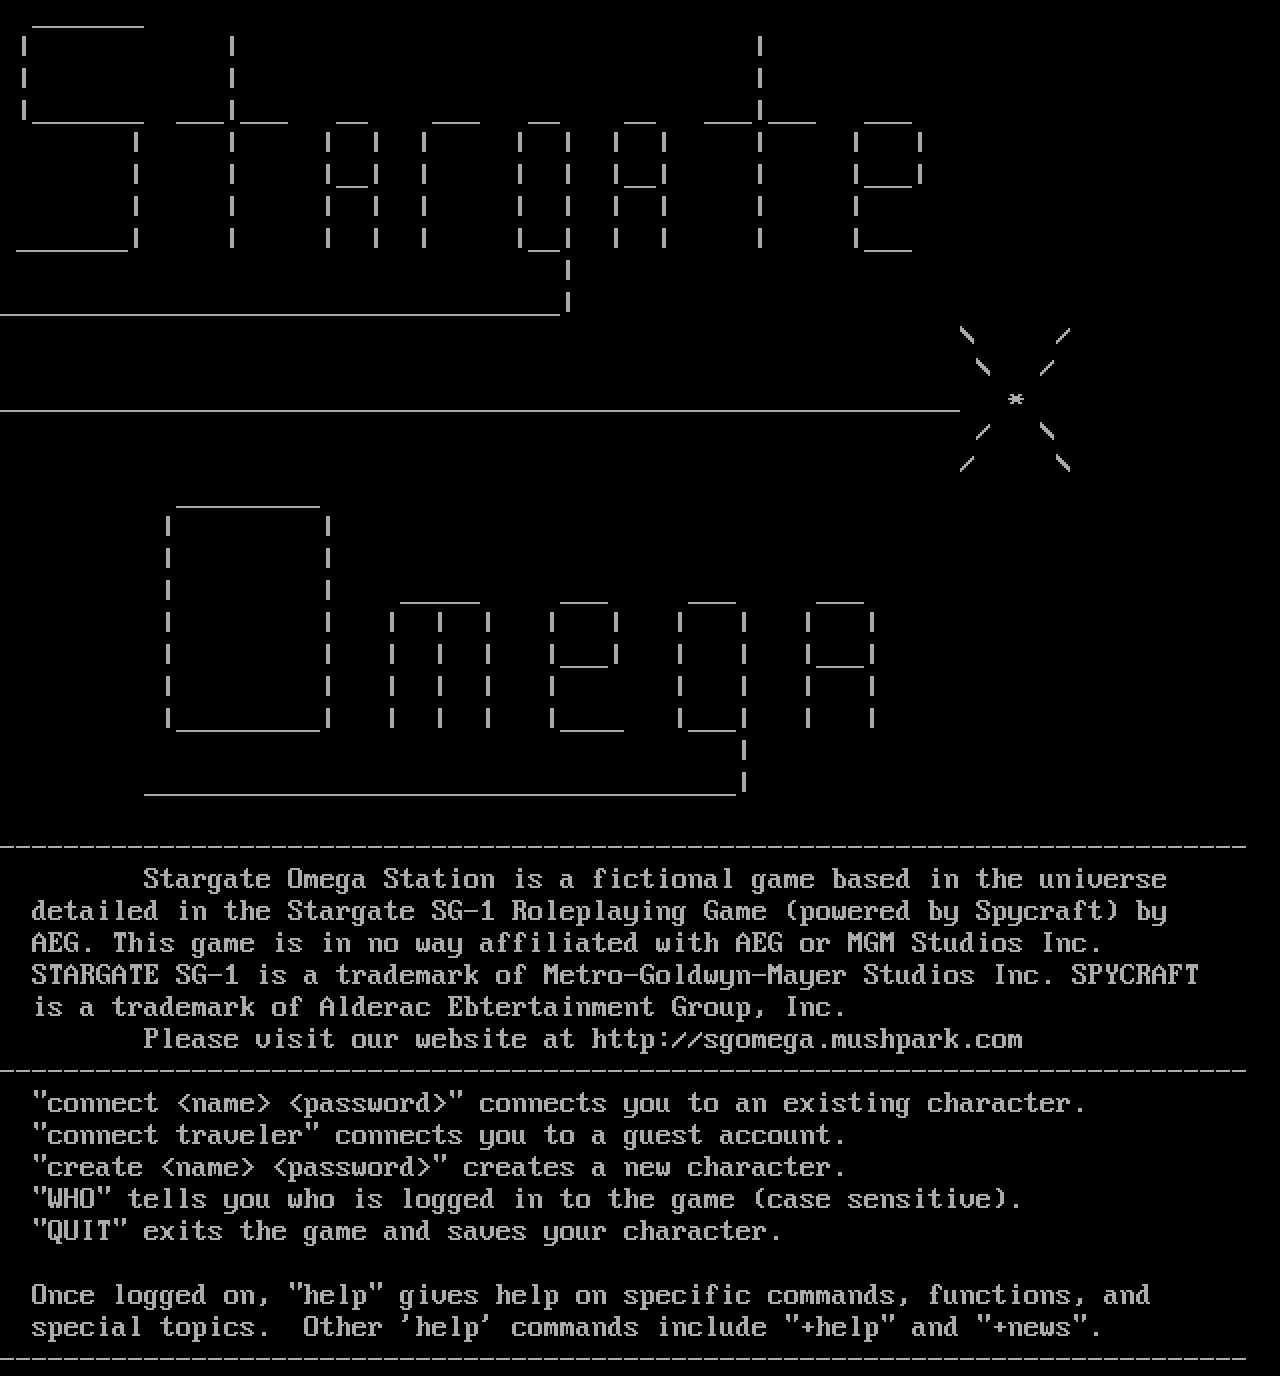 Stargate
Omega
Stargate Omega Station is a fictional game based in the universe
detailed in the Stargate SG-1 Roleplaying Game (powered by Spycraft) by
AEG. This game is in no way affiliated with AEG or MGM Studios Inc.
STARGATE SG-1 is a trademark of Metro-Goldwyn-Mayer Studios Inc. SPYCRAFT
is a trademark of Alderac Ebtertainment Group, Inc.
Please visit our website at http://sgomega.mushpark.com
"connect <name> <password>" connects you to an existing character.
"connect traveler" connects you to a guest account.
"create <name> <password>" creates a new character.
"WHO" tells you who is logged in to the game (case sensitive).
"QUIT" exits the game and saves your character.
Once logged on, "help" gives help on specific commands, functions, and
special topics.  Other 'help' commands include "+help" and "+news".